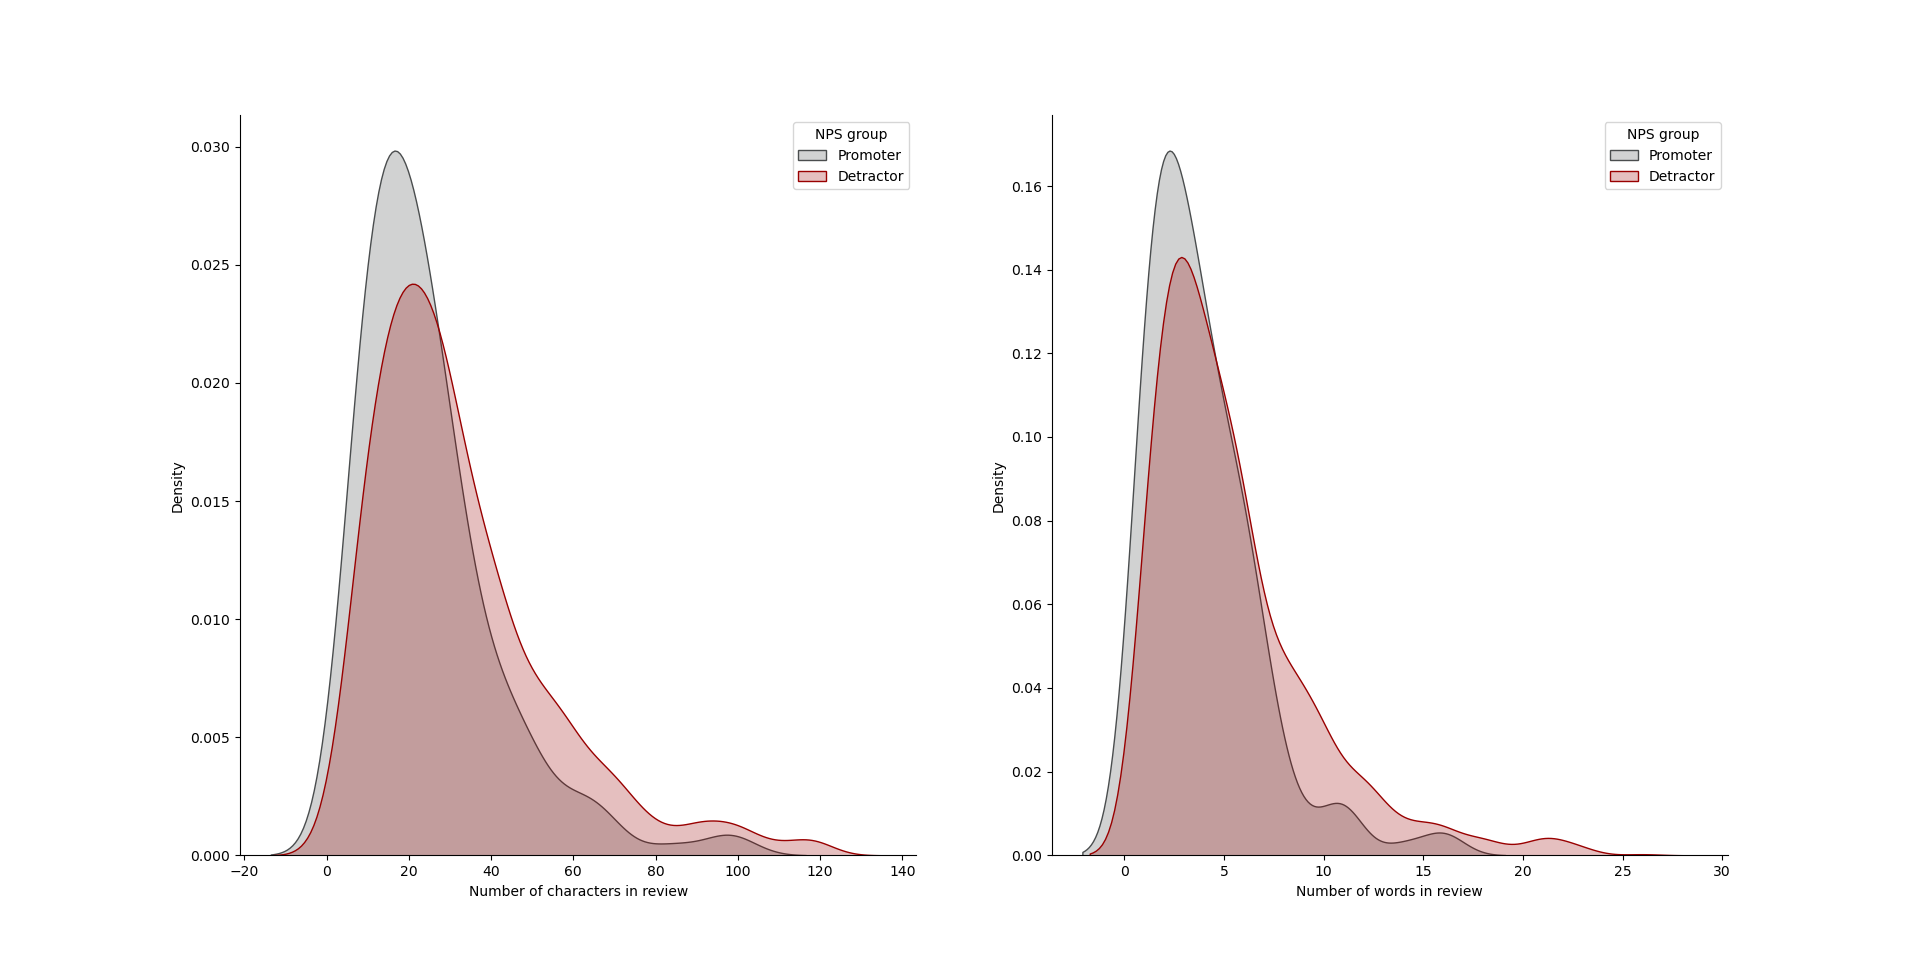 NPS group
Promoter
Detractor
0.030
0.025
0.020
0.015
0.010
0.005
0.000
Density
−20 0 20 40 60 80 100 120 140
Number of characters in review
NPS group
Promoter
Detractor
0.16
0.14
0.12
0.10
0.08
0.06
0.04
0.02
0.00
Density
0 5 10 15 20 25 30
Number of words in review